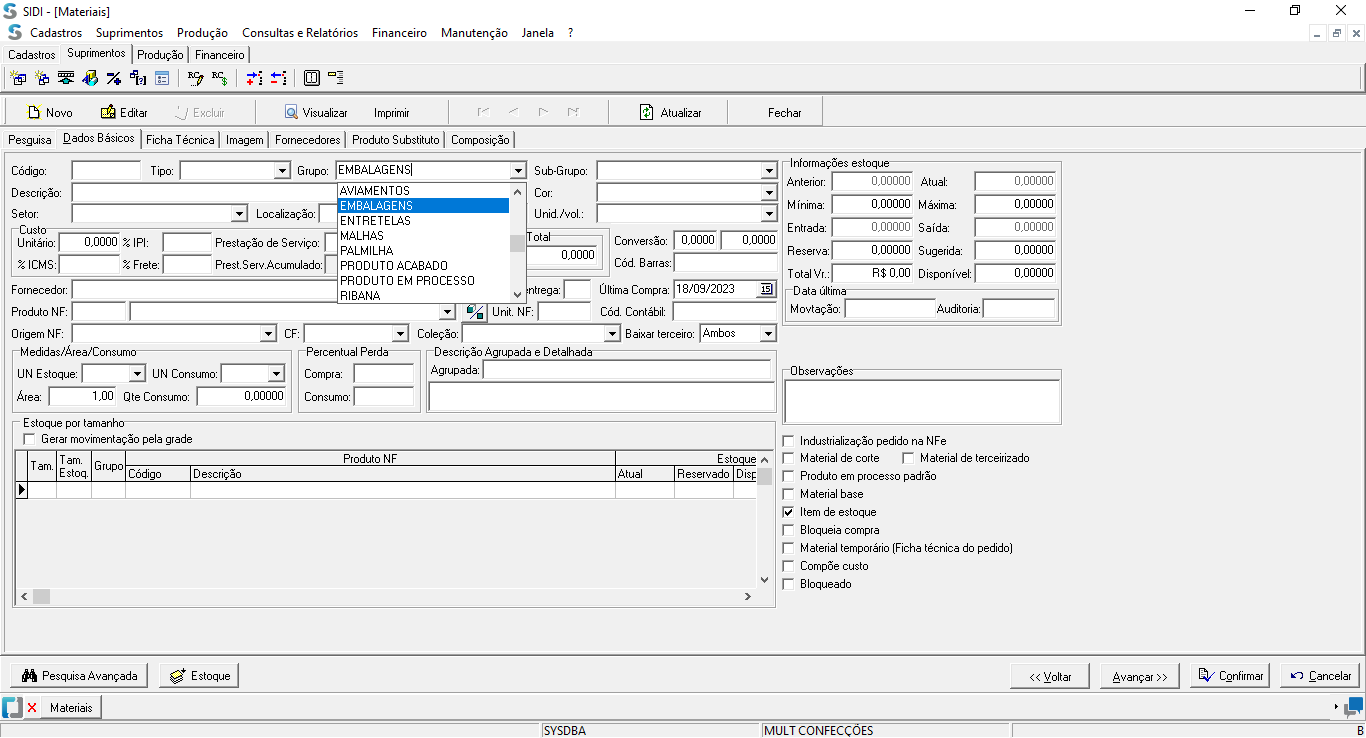 SIDI - [Materiais]
Cadastros Suprimentos Produção Consultas e Relatórios Financeiro Manutenção Janela ?
Cadastros Suprimentos Produção Financeiro
Novo Editar Excluir Visualizar Imprimir Atualizar Fechar
Pesquisa Dados Básicos Ficha Técnica Imagem Fornecedores Produto Substituto Composição
Código: Tipo: Grupo: EMBALAGENS Sub-Grupo:
Descrição: Cor:
Setor: Localização: Unid./vol.:
AVIAMENTOS
EMBALAGENS
ENTRETELAS
MALHAS
PALMILHA
PRODUTO ACABADO
PRODUTO EM PROCESSO
RIBANA
Custo
Unitário: 0,0000 % IPI: Prestação de Serviço: Total 0,0000 Conversão: 0,0000 0,0000
% ICMS: % Frete: Prest.Serv.Acumulado: Cód. Barras:
Fornecedor: entrega: Última Compra: 18/09/2023 15
Produto NF: Unit. NF: Cód. Contábil:
Origem NF: CF: Coleção: Baixar terceiro: Ambos
Informações estoque
Anterior: 0,00000 Atual: 0,00000
Mínima: 0,00000 Máxima: 0,00000
Entrada: 0,00000 Saída: 0,00000
Reserva: 0,00000 Sugerida: 0,00000
Total Vr.: R$ 0,00 Disponível: 0,00000
Data última
Movtação: Auditoria:
Medidas/Área/Consumo
UN Estoque: UN Consumo:
Área: 1,00 Qte Consumo: 0,00000
Percentual Perda
Compra:
Consumo:
Descrição Agrupada e Detalhada
Agrupada:
Observações
Estoque por tamanho
Gerar movimentação pela grade
Tam. Tam. Estoq. Grupo Produto NF Estoque
Código Descrição Atual Reservado Disp
Industrialização pedido na NFe
Material de corte Material de terceirizado
Produto em processo padrão
Material base
Item de estoque
Bloqueia compra
Material temporário (Ficha técnica do pedido)
Compõe custo
Bloqueado
Pesquisa Avançada Estoque << Voltar Avançar >> Confirmar Cancelar
Materiais
SYSDBA MULT CONFECÇÕES B